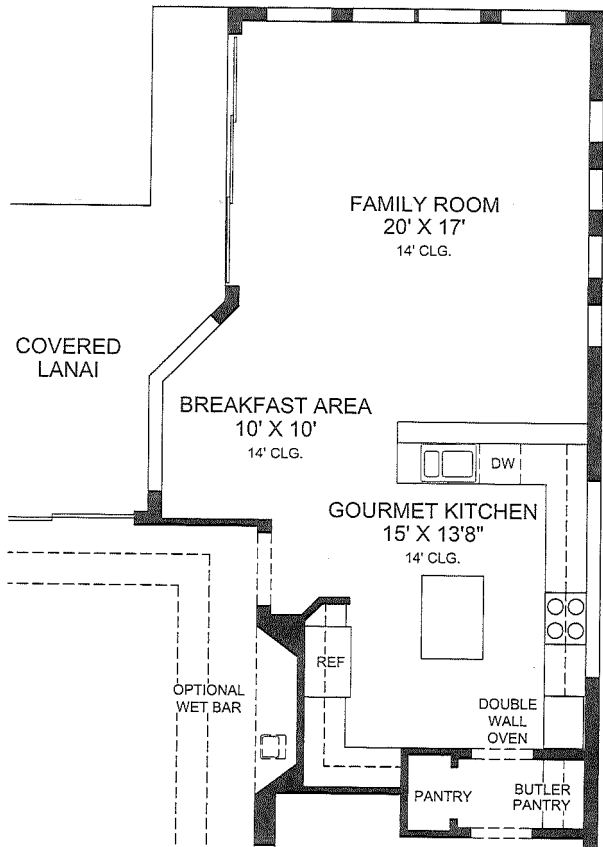 FAMILY ROOM
20' X 17'
14' CLG.
COVERED
LANAI
BREAKFAST AREA
10' X 10'
14' CLG.
DW
GOURMET KITCHEN
15' X 13'8"
14' CLG.
REF
OPTIONAL
WET BAR
DOUBLE
WALL
OVEN
PANTRY
BUTLER
PANTRY